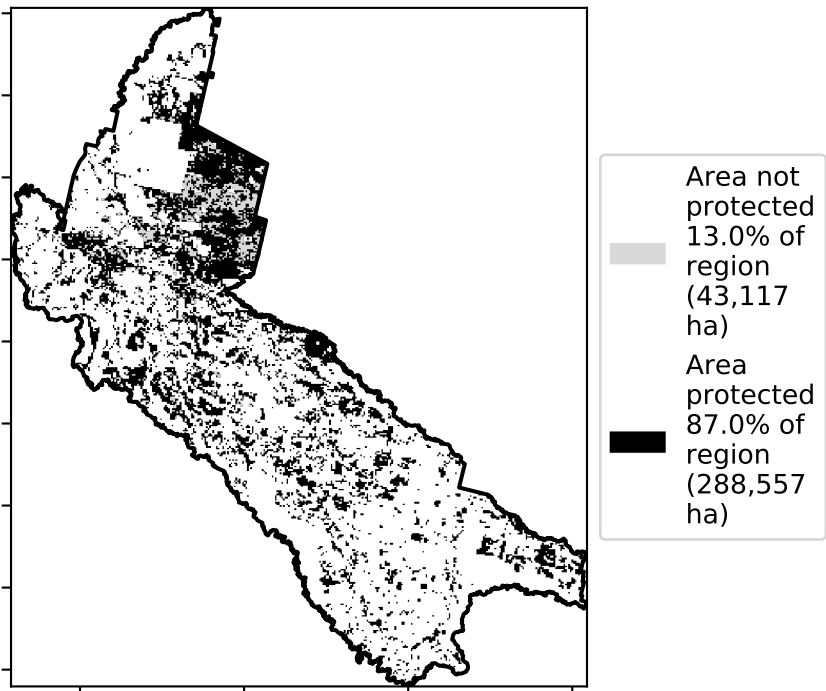 Area not
protected
13.0% of
region
(43,117
ha)
Area
protected
87.0% of
region
(288,557
ha)